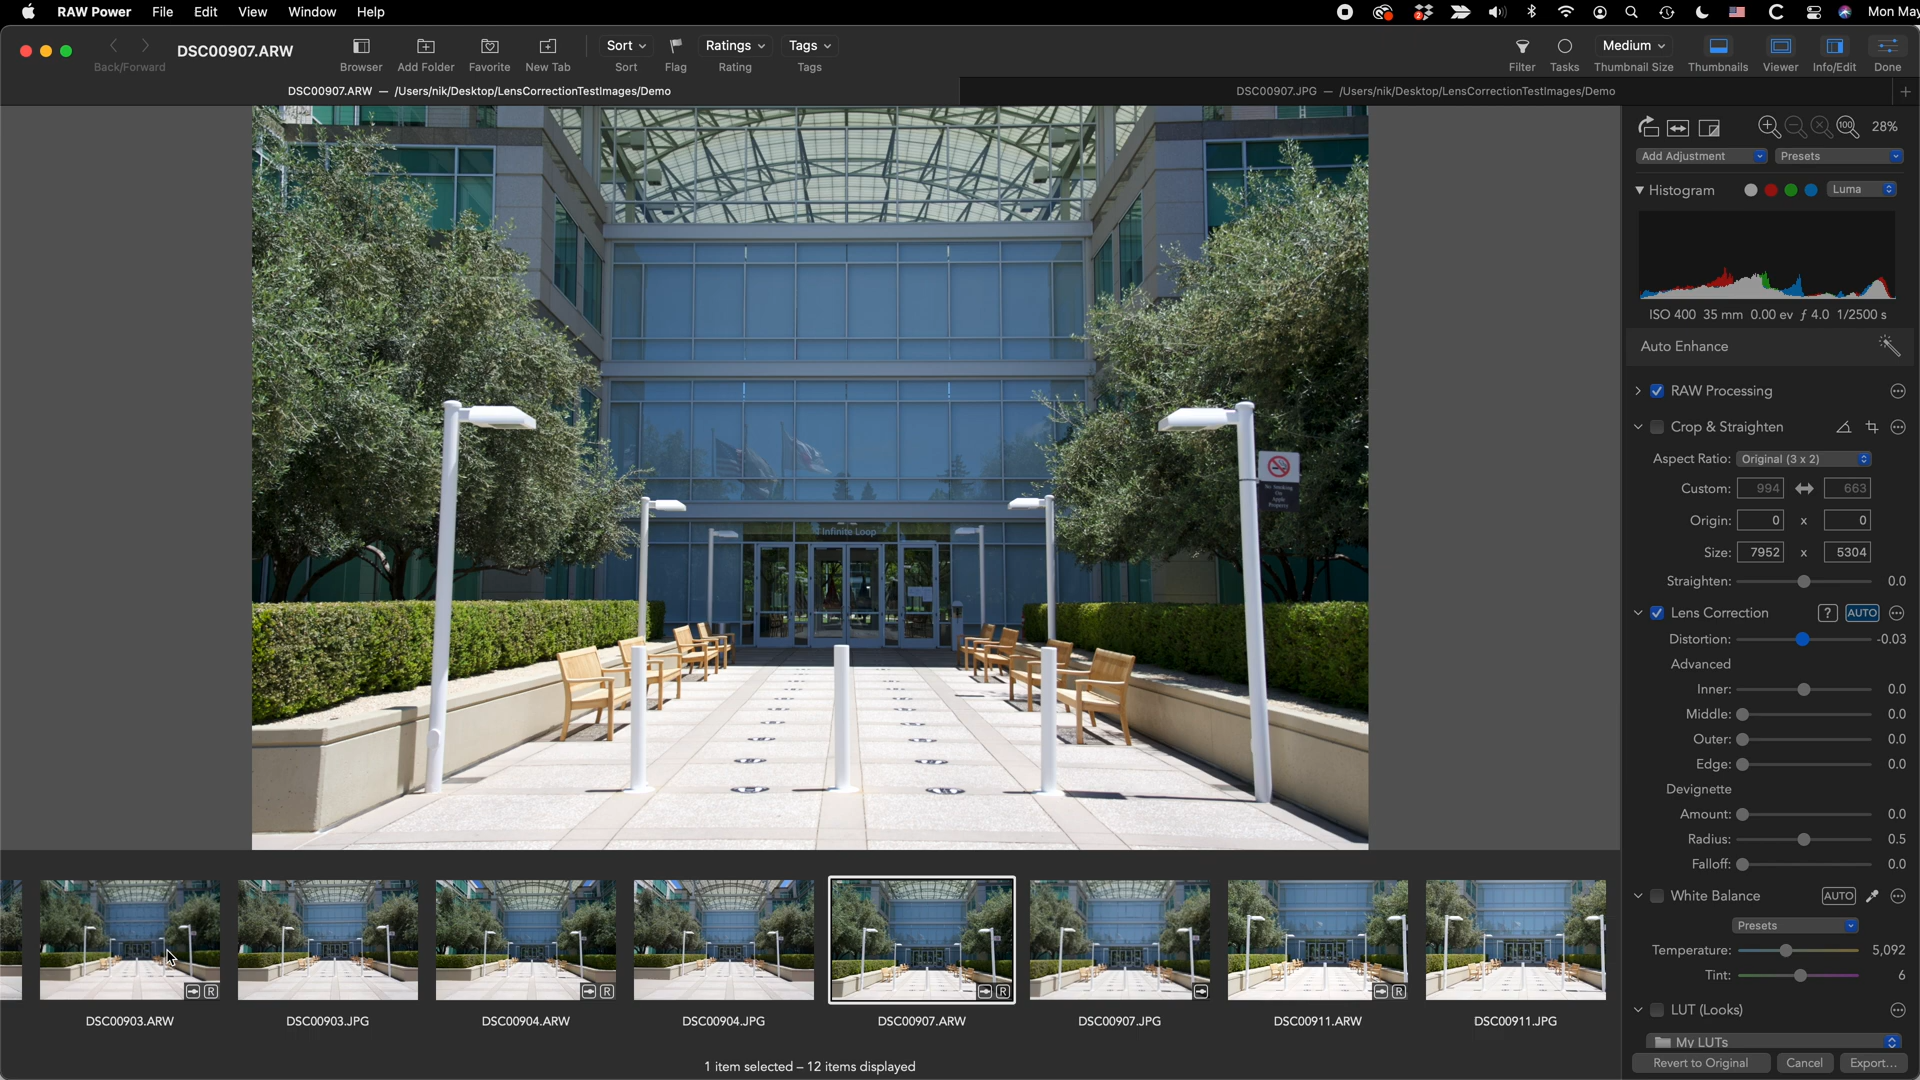 RAW Power File Edit View Window Help
2
Mon May
DSC00907.ARW
Back/Forward
Browser
Add Folder
Favorite
New Tab
Sort
Sort
Flag
Ratings
Rating
Tags
Tags
Filter
Tasks
Medium
Thumbnail Size
Thumbnails
Viewer
Info/Edit
Done
DSC00907.ARW — /Users/nik/Desktop/LensCorrectionTestImages/Demo
DSC00907.JPG — /Users/nik/Desktop/LensCorrectionTestImages/Demo
100
28%
Add Adjustment
Presets
Histogram
Luma
ISO 400 35 mm 0.00 ev ƒ 4.0 1/2500 s
Auto Enhance
RAW Processing
Crop & Straighten
Aspect Ratio: Original (3 x 2)
Custom: 994 663
Origin: 0 x 0
Size: 7952 x 5304
Straighten: 0.0
Lens Correction ? AUTO
Distortion: -0.03
Advanced
Inner: 0.0
Middle: 0.0
Outer: 0.0
Edge: 0.0
Devignette
Amount: 0.0
Radius: 0.5
Falloff: 0.0
White Balance AUTO
Presets
Temperature: 5,092
Tint: 6
LUT (Looks)
My LUTs
Revert to Original
Cancel
Export...
No Smoking
On
Apple
Property
Infinite Loop
R
R
R
R
DSC00903.ARW
DSC00903.JPG
DSC00904.ARW
DSC00904.JPG
DSC00907.ARW
DSC00907.JPG
DSC00911.ARW
DSC00911.JPG
1 item selected – 12 items displayed